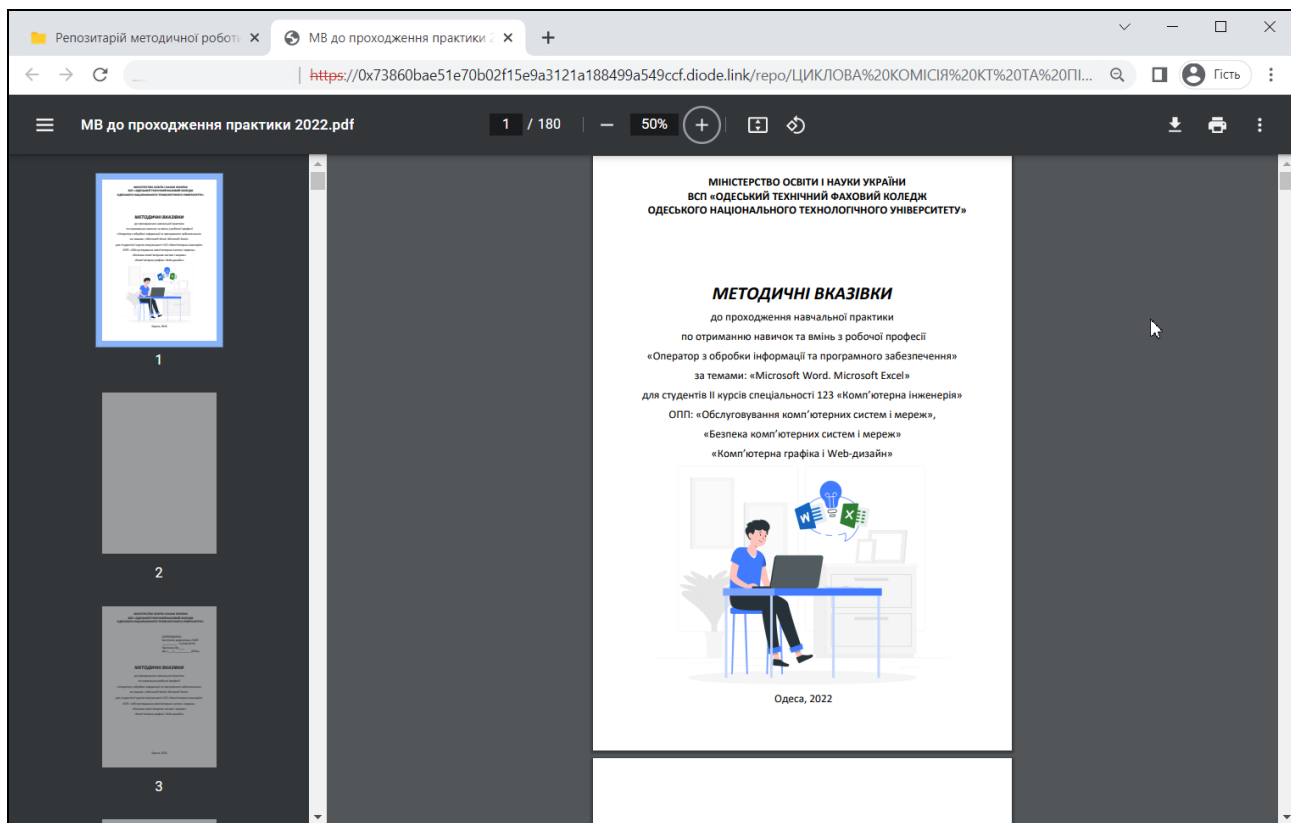 Репозитарій методичної роботи
МВ до проходження практики 2
https://0x73860bae51e70b02f15e9a3121a188499a549ccf.diode.link/repo/ЦИКЛОВА%20КОМІСІЯ%20КТ%20ТА%20ПІ...
Гість
МВ до проходження практики 2022.pdf
1 / 180
50%
МІНІСТЕРСТВО ОСВІТИ І НАУКИ УКРАЇНИ
ВСП «ОДЕСЬКИЙ ТЕХНІЧНИЙ ФАХОВИЙ КОЛЕДЖ
ОДЕСЬКОГО НАЦІОНАЛЬНОГО ТЕХНОЛОГІЧНОГО УНІВЕРСИТЕТУ»
МЕТОДИЧНІ ВКАЗІВКИ
до проходження навчальної практики
по отриманню навичок та вмінь з робочої професії
«Оператор з обробки інформації та програмного забезпечення»
за темами: «Microsoft Word. Microsoft Excel»
для студентів ІІ курсів спеціальності 123 «Комп’ютерна інженерія»
ОПП: «Обслуговування комп’ютерних систем і мереж»,
«Безпека комп’ютерних систем і мереж»
«Комп’ютерна графіка і Web-дизайн»
W
X
Одеса, 2022
1
2
3